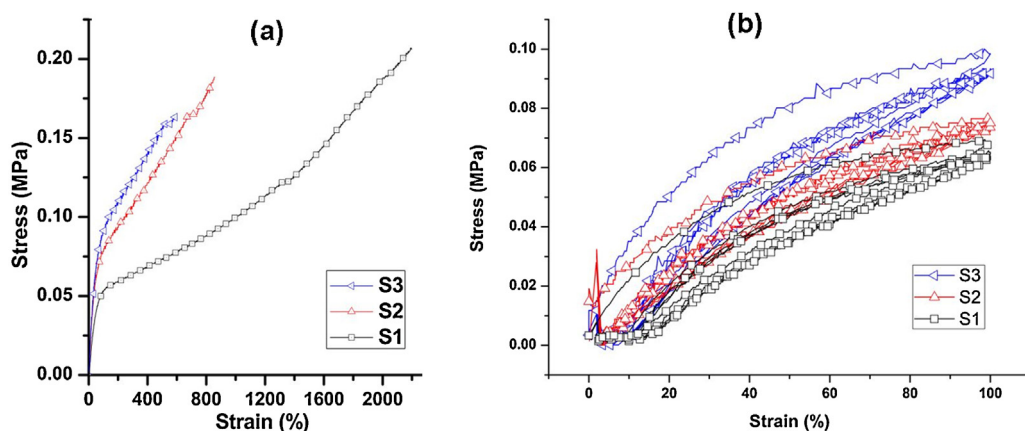 (a)
Stress (MPa)
0.20
0.15
0.10
0.05
0.00
0
400
800
1200
1600
2000
Strain (%)
S3
S2
S1
(b)
Stress (MPa)
0.10
0.08
0.06
0.04
0.02
0.00
0
20
40
60
80
100
Strain (%)
S3
S2
S1